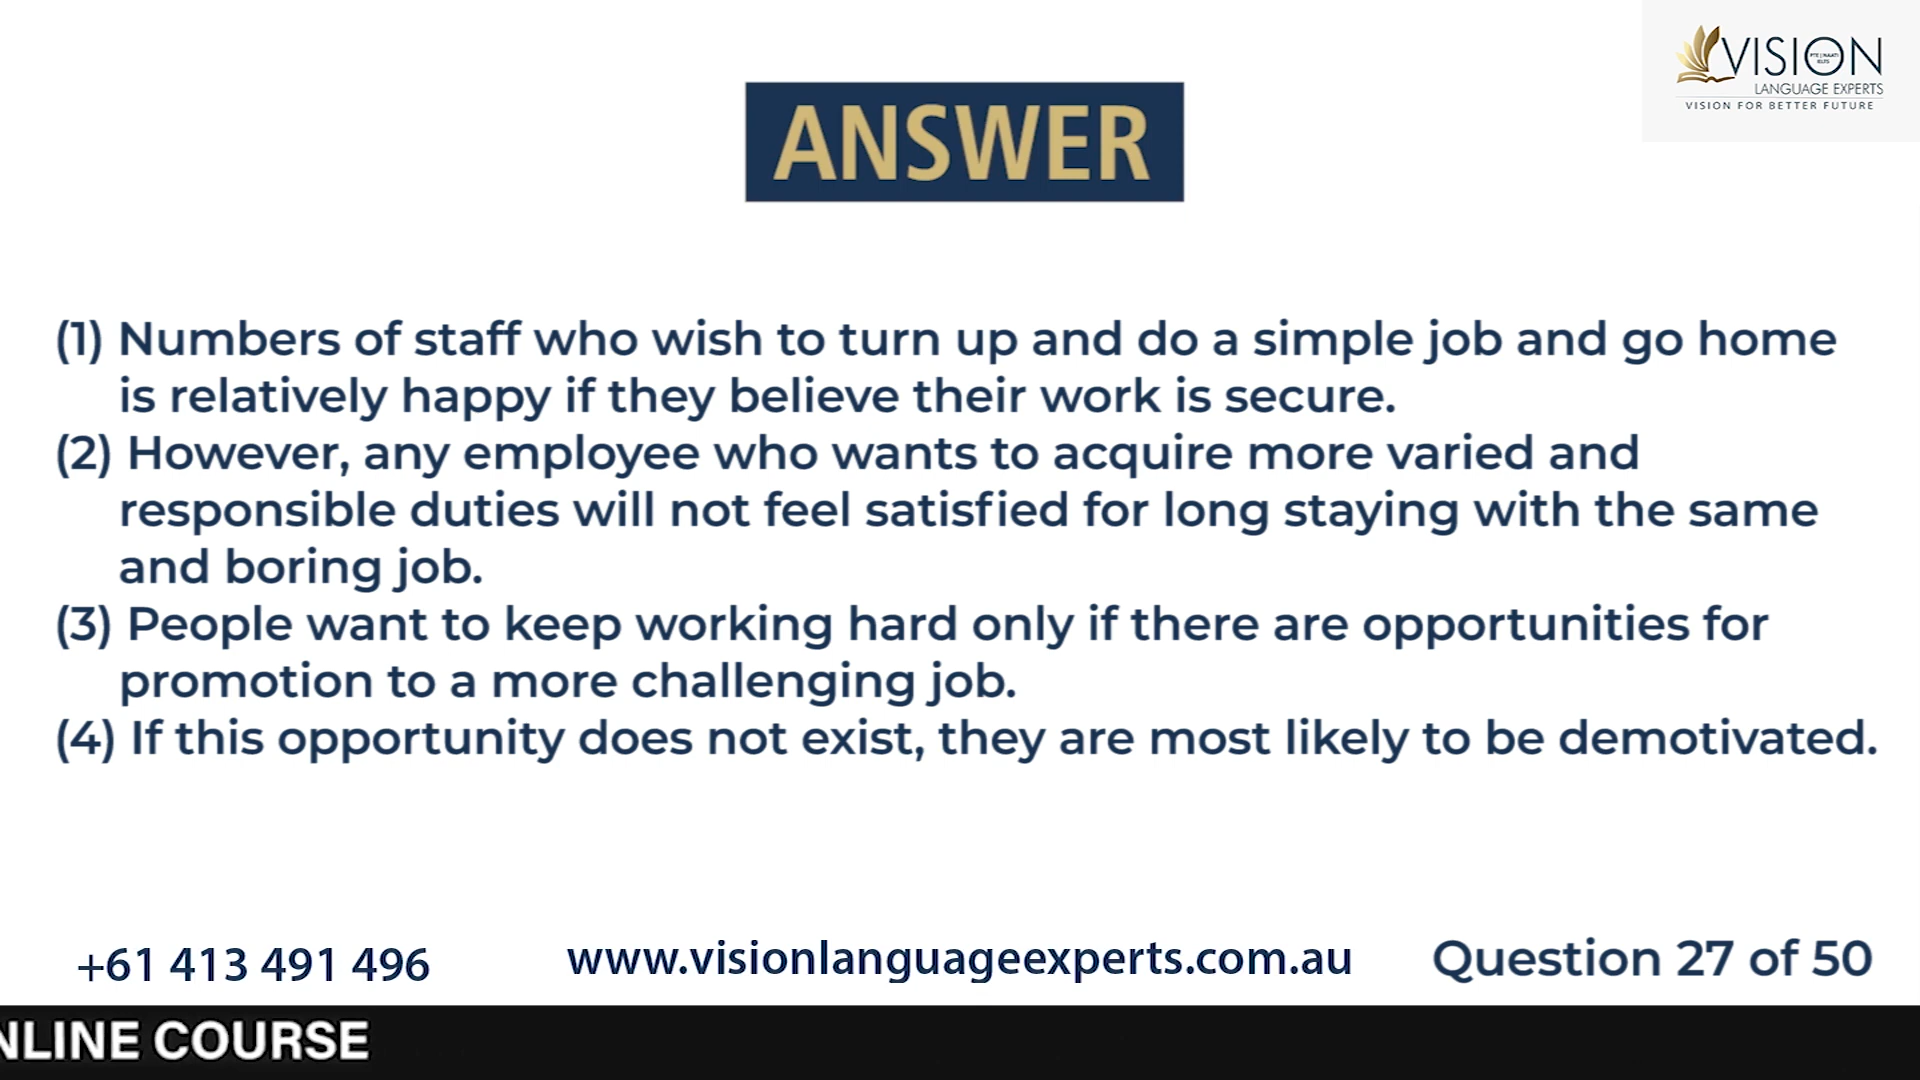 VISION
LANGUAGE EXPERTS
VISION FOR BETTER FUTURE
ANSWER
(1) Numbers of staff who wish to turn up and do a simple job and go home
is relatively happy if they believe their work is secure.
(2) However, any employee who wants to acquire more varied and
responsible duties will not feel satisfied for long staying with the same
and boring job.
(3) People want to keep working hard only if there are opportunities for
promotion to a more challenging job.
(4) If this opportunity does not exist, they are most likely to be demotivated.
+61 413 491 496 www.visionlanguageexperts.com.au Question 27 of 50
NLINE COURSE